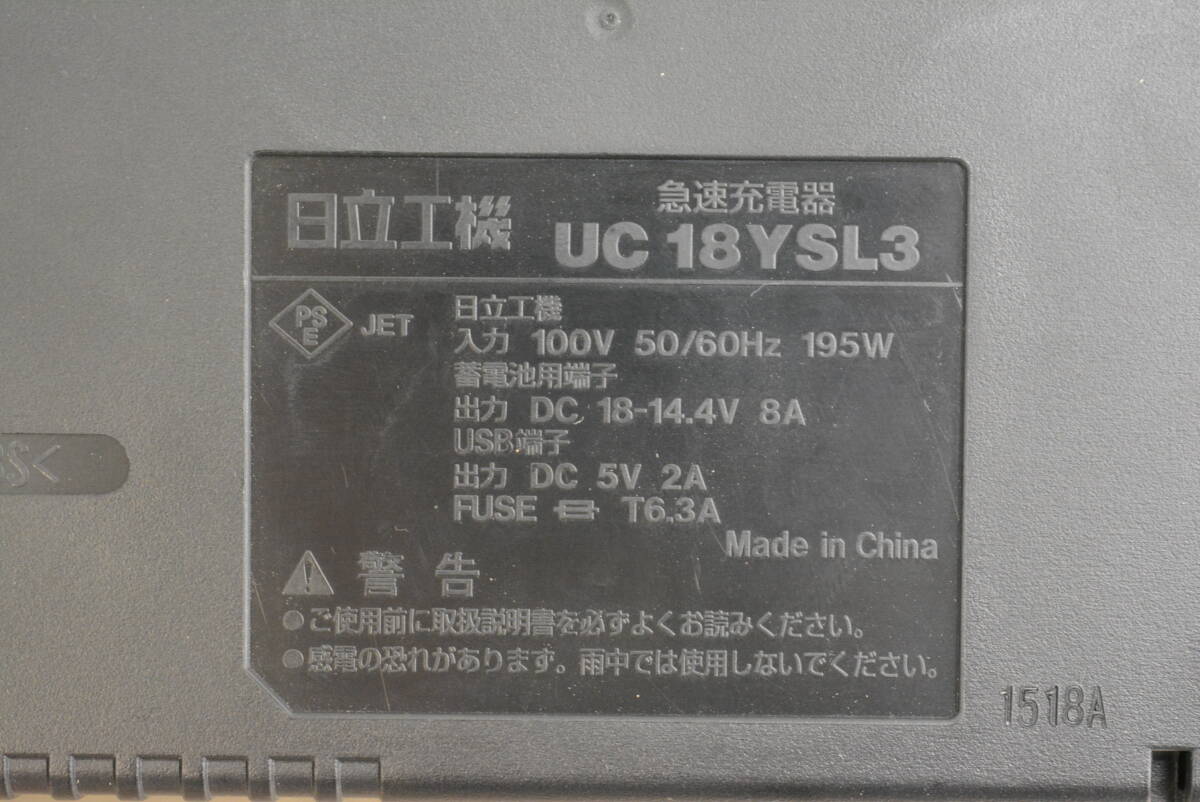 日立工機
急速充電器
UC 18YSL3
PS
E
JET
日立工機
入力 100V 50/60Hz 195W
蓄電池用端子
出力 DC 18-14.4V 8A
USB端子
出力 DC 5V 2A
FUSE T6.3A
Made in China
警告
●ご使用前に取扱説明書を必ずよくお読みください。
●感電の恐れがあります。雨中では使用しないでください。
1518A
S<